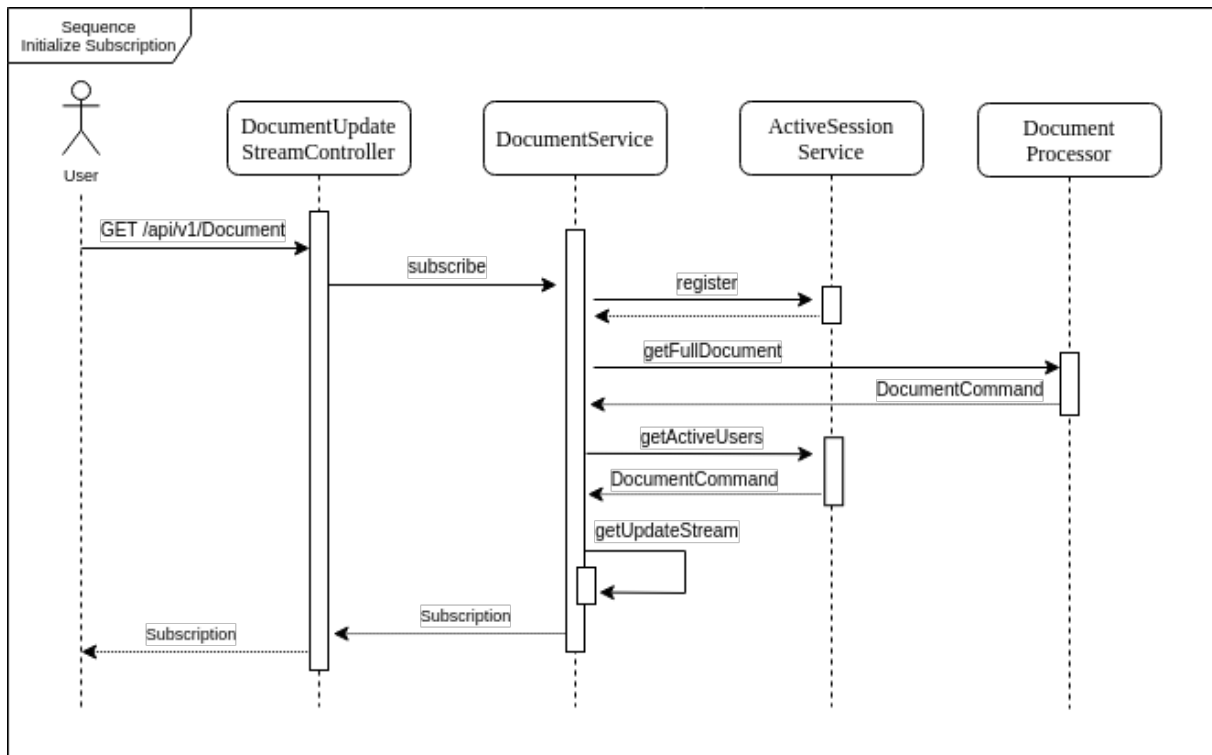 Sequence
Initialize Subscription
User
DocumentUpdate
StreamController
DocumentService
ActiveSession
Service
Document
Processor
GET /api/v1/Document
subscribe
register
getFullDocument
DocumentCommand
getActiveUsers
DocumentCommand
getUpdateStream
Subscription
Subscription